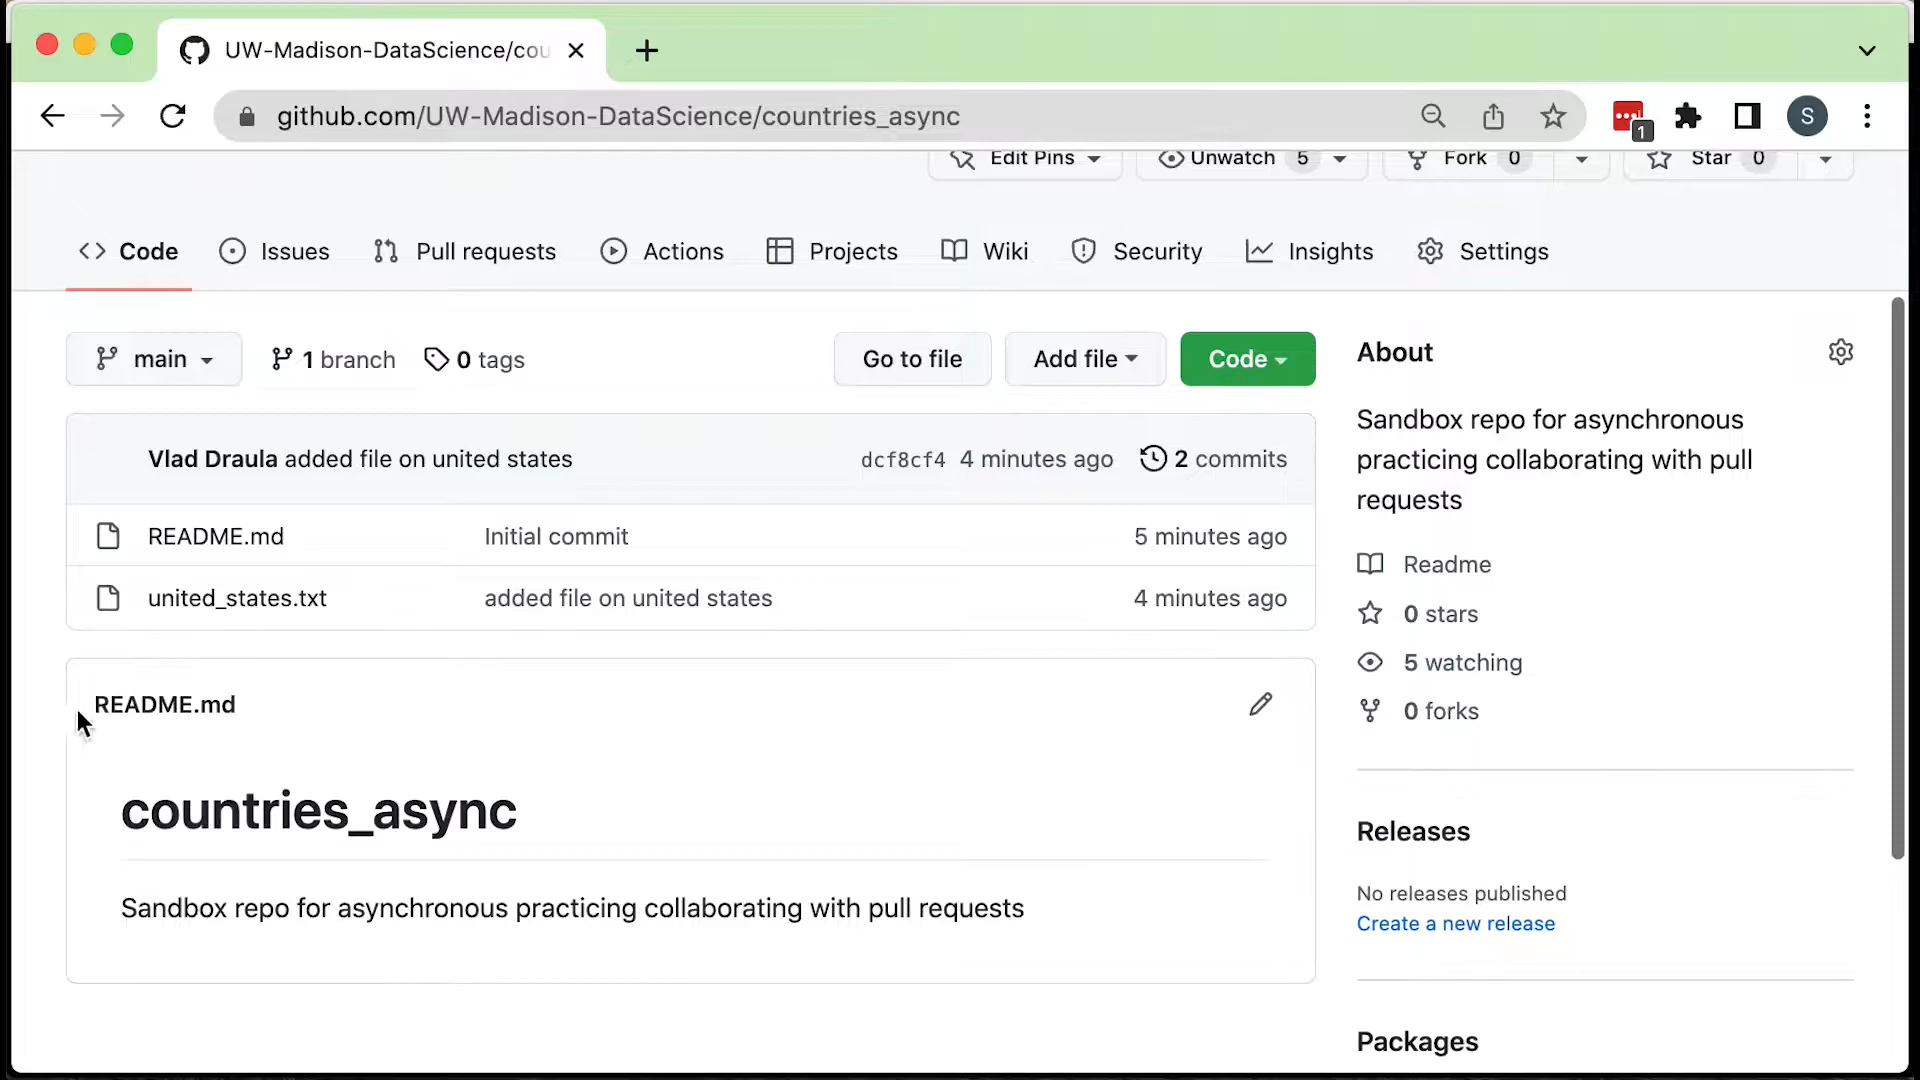 UW-Madison-DataScience/cou
github.com/UW-Madison-DataScience/countries_async
1
S
Edit Pins
Unwatch 5
Fork 0
Star 0
<> Code
Issues
Pull requests
Actions
Projects
Wiki
Security
Insights
Settings
main
1 branch
0 tags
Go to file
Add file
Code
Vlad Draula added file on united states
dcf8cf4 4 minutes ago
2 commits
README.md
Initial commit
5 minutes ago
united_states.txt
added file on united states
4 minutes ago
README.md
countries_async
Sandbox repo for asynchronous practicing collaborating with pull requests
About
Sandbox repo for asynchronous
practicing collaborating with pull
requests
Readme
0 stars
5 watching
0 forks
Releases
No releases published
Create a new release
Packages